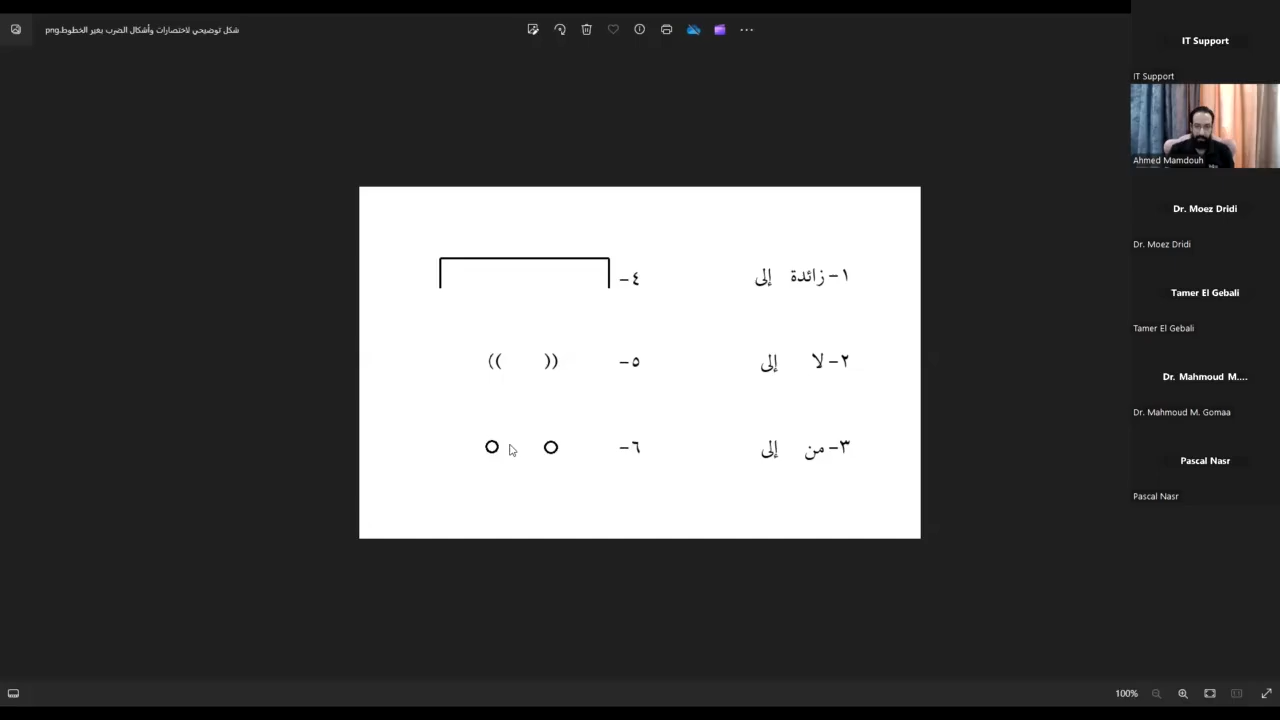 شكل توضيحي لاختصارات وأشكال الضرب بغير الخطوط.png
١- زائدة إلى
٤-
٢- لا إلى
٥- (( ))
٣- من إلى
٦- o o
100%
IT Support
IT Support
Ahmed Mamdouh
Dr. Moez Dridi
Dr. Moez Dridi
Tamer El Gebali
Tamer El Gebali
Dr. Mahmoud M....
Dr. Mahmoud M. Gomaa
Pascal Nasr
Pascal Nasr